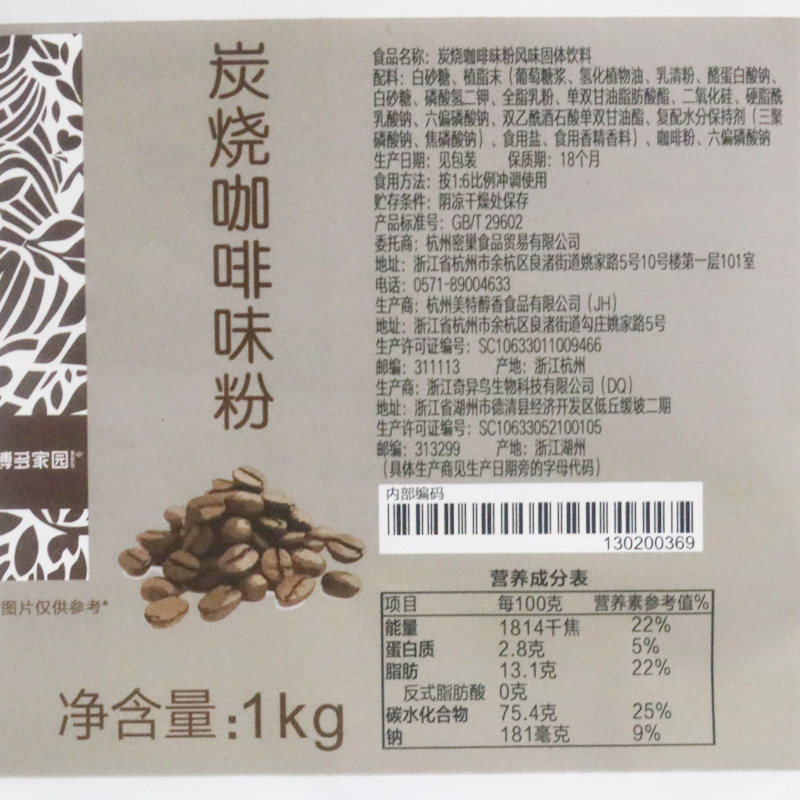 炭烧咖啡味粉
博多家园
图片仅供参考*
净含量:1kg
食品名称：炭烧咖啡味粉风味固体饮料
配料：白砂糖、植脂末（葡萄糖浆、氢化植物油、乳清粉、酪蛋白酸钠、
白砂糖、磷酸氢二钾、全脂乳粉、单双甘油脂肪酸酯、二氧化硅、硬脂酰
乳酸钠、六偏磷酸钠、双乙酰酒石酸单双甘油酯、复配水分保持剂（三聚
磷酸钠、焦磷酸钠）、食用盐、食用香精香料）、咖啡粉、六偏磷酸钠
生产日期：见包装 保质期：18个月
食用方法：按1:6比例冲调使用
贮存条件：阴凉干燥处保存
产品标准号：GB/T 29602
委托商：杭州密巢食品贸易有限公司
地址：浙江省杭州市余杭区良渚街道姚家路5号10号楼第一层101室
电话：0571-89004633
生产商：杭州美特醇香食品有限公司（JH）
地址：浙江省杭州市余杭区良渚街道勾庄姚家路5号
生产许可证编号：SC10633011009466
邮编：311113 产地：浙江杭州
生产商：浙江奇异鸟生物科技有限公司（DQ）
地址：浙江省湖州市德清县经济开发区低丘缓坡二期
生产许可证编号：SC10633052100105
邮编：313299 产地：浙江湖州
（具体生产商见生产日期旁的字母代码）
内部编码
130200369
营养成分表
项目 每100克 营养素参考值%
能量 1814千焦 22%
蛋白质 2.8克 5%
脂肪 13.1克 22%
反式脂肪酸 0克
碳水化合物 75.4克 25%
钠 181毫克 9%